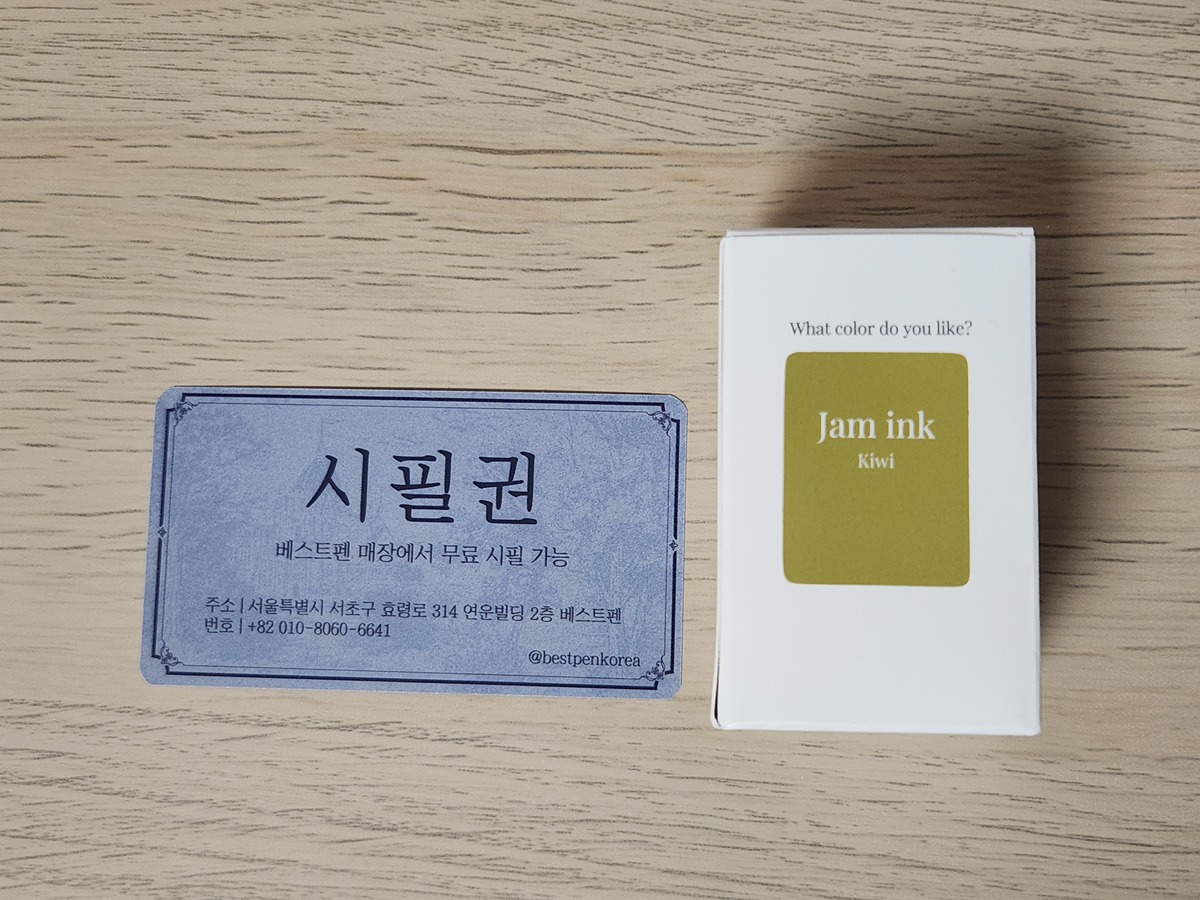 시필권
베스트펜 매장에서 무료 시필 가능
주소 | 서울특별시 서초구 효령로 314 연운빌딩 2층 베스트펜
번호 | +82 010-8060-6641
@bestpenkorea
What color do you like?
Jam ink
Kiwi